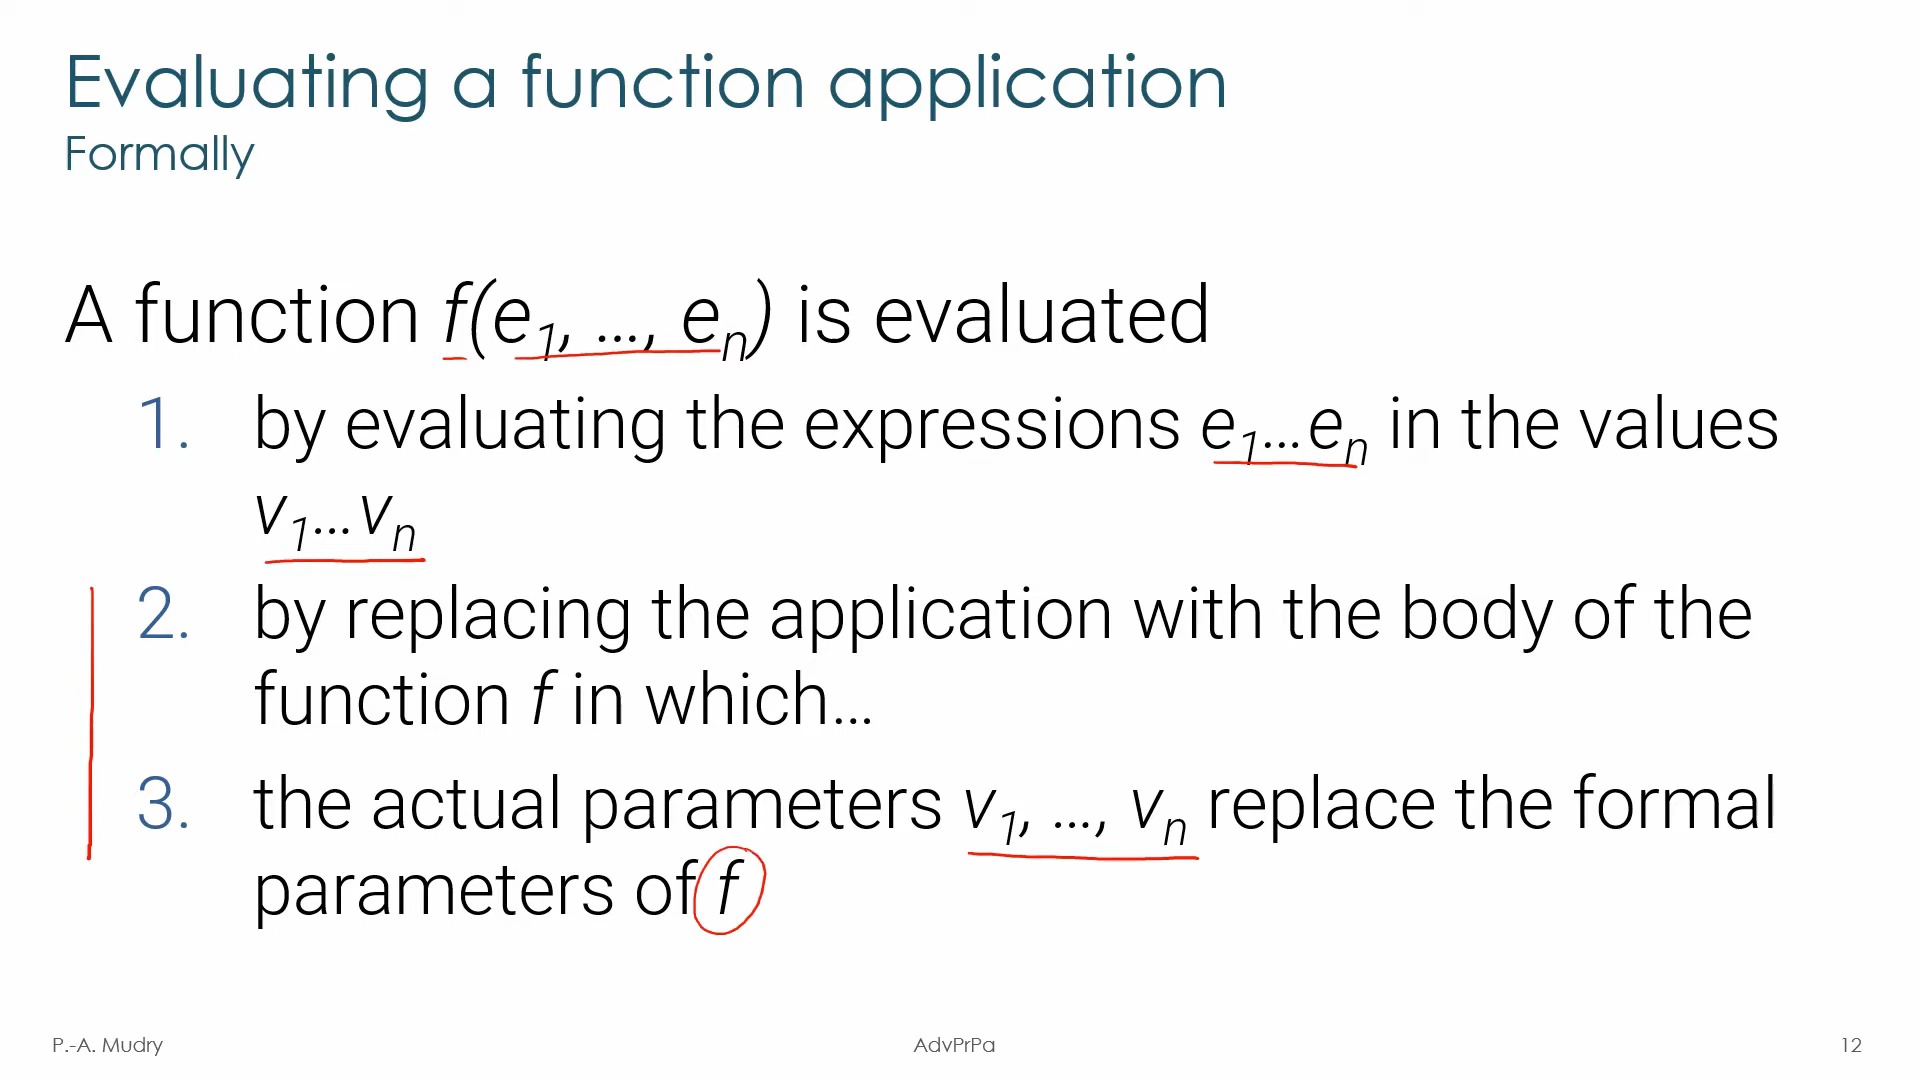 Evaluating a function application
Formally
A function f(e1, …, en) is evaluated
1. by evaluating the expressions e1…en in the values
v1…vn
2. by replacing the application with the body of the
function f in which…
3. the actual parameters v1, …, vn replace the formal
parameters of f
P.-A. Mudry AdvPrPa 12